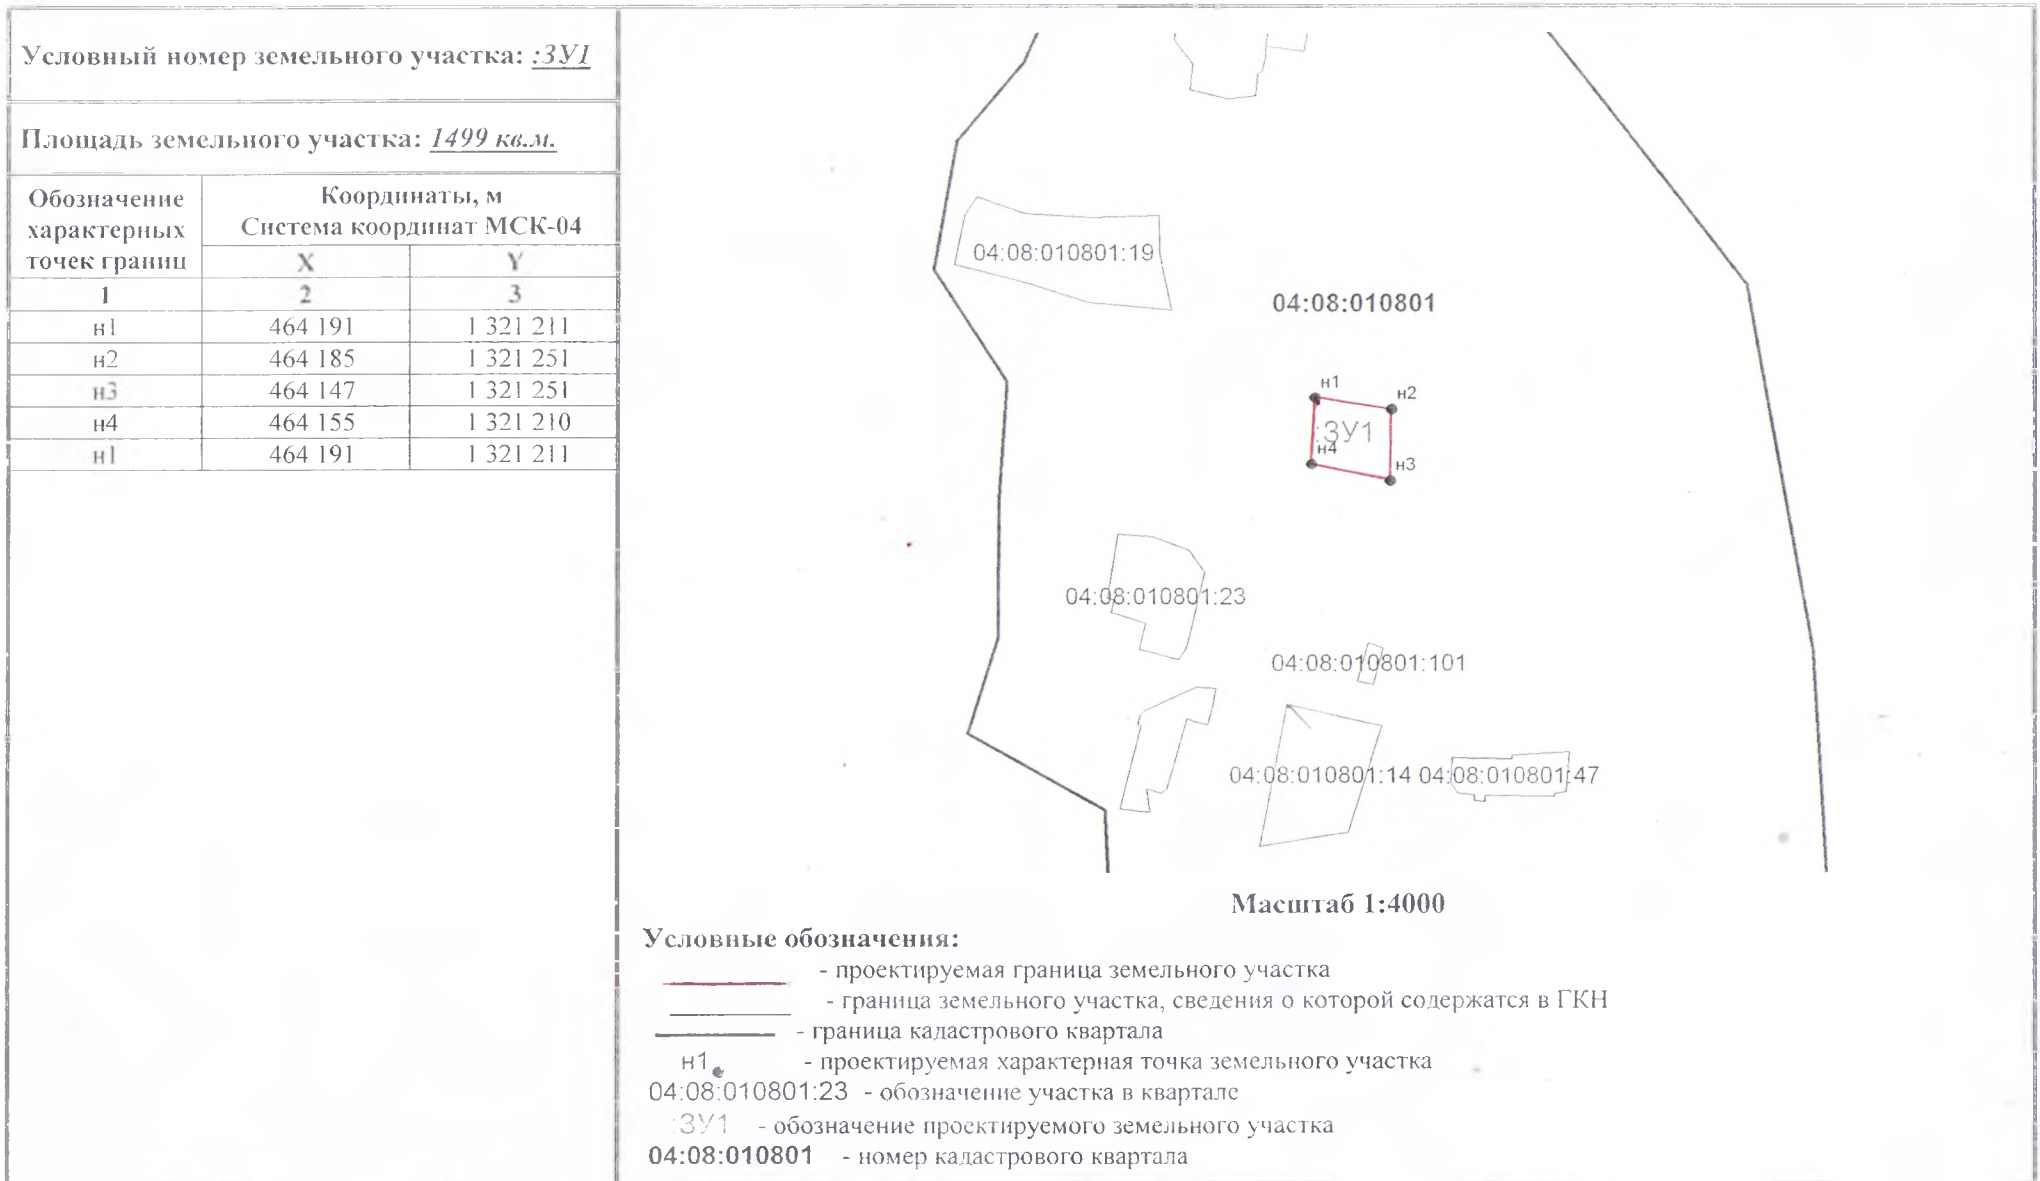 Условный номер земельного участка: :ЗУ1
Площадь земельного участка: 1499 кв.м.
Обозначение характерных точек границ
Координаты, м
Система координат МСК-04
X Y
1 2 3
н1 464 191 1 321 211
н2 464 185 1 321 251
н3 464 147 1 321 251
н4 464 155 1 321 210
н1 464 191 1 321 211
04:08:010801:19
04:08:010801
н1
н2
:ЗУ1
н4
н3
04:08:010801:23
04:08:010801:101
04:08:010801:14 04:08:010801:47
Масштаб 1:4000
Условные обозначения:
- проектируемая граница земельного участка
- граница земельного участка, сведения о которой содержатся в ГКН
- граница кадастрового квартала
н1 - проектируемая характерная точка земельного участка
04:08:010801:23 - обозначение участка в квартале
:ЗУ1 - обозначение проектируемого земельного участка
04:08:010801 - номер кадастрового квартала